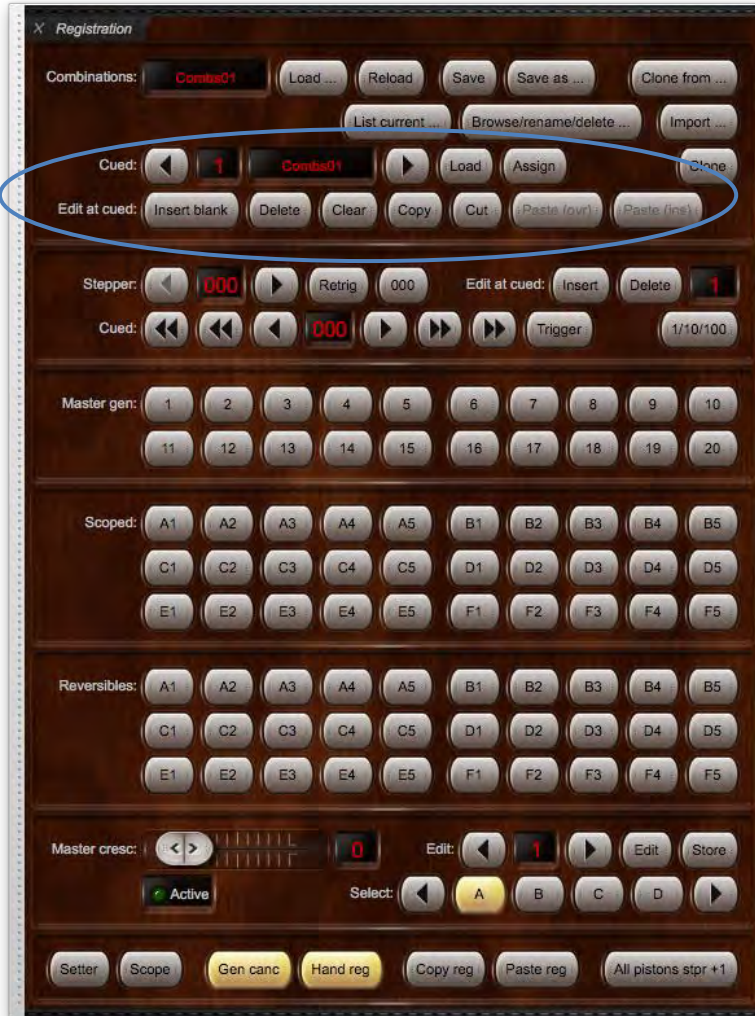 X Registration
Combinations: Combs01 Load ... Reload Save Save as ... Clone from ...
List current ... Browse/rename/delete ... Import ...
Cued: 1 Combs01 Load Assign Clone
Edit at cued: Insert blank Delete Clear Copy Cut Paste (ovr) Paste (ins)
Stepper: 000 Retrig 000 Edit at cued: Insert Delete 1
Cued: 000 Trigger 1/10/100
Master gen: 1 2 3 4 5 6 7 8 9 10
11 12 13 14 15 16 17 18 19 20
Scoped: A1 A2 A3 A4 A5 B1 B2 B3 B4 B5
C1 C2 C3 C4 C5 D1 D2 D3 D4 D5
E1 E2 E3 E4 E5 F1 F2 F3 F4 F5
Reversibles: A1 A2 A3 A4 A5 B1 B2 B3 B4 B5
C1 C2 C3 C4 C5 D1 D2 D3 D4 D5
E1 E2 E3 E4 E5 F1 F2 F3 F4 F5
Master cresc: < > 0 Edit: 1 Edit Store
Active Select: A B C D
Setter Scope Gen canc Hand reg Copy reg Paste reg All pistons stpr +1